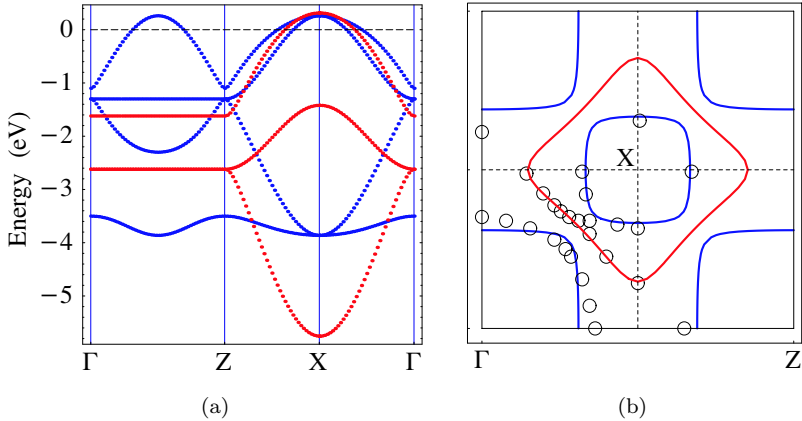 Energy (eV)
0
−1
−2
−3
−4
−5
Γ Z X Γ
(a)
X
Γ Z
(b)